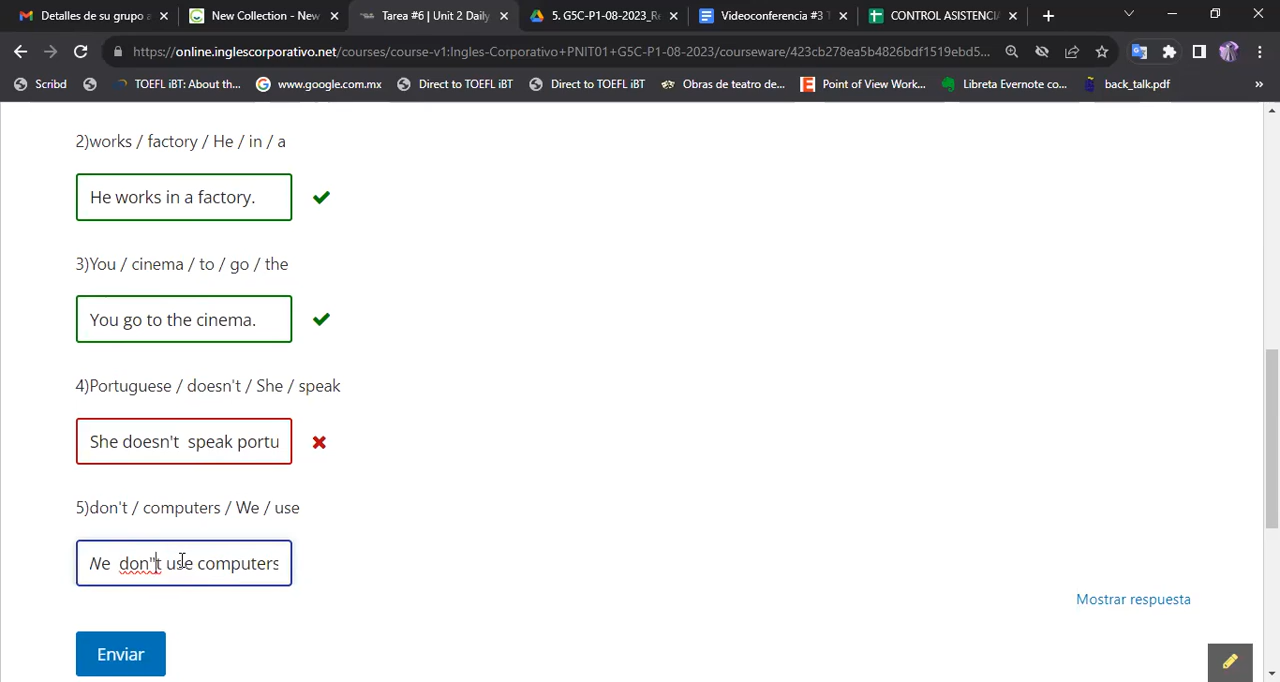 Detalles de su grupo a
New Collection - New
Tarea #6 | Unit 2 Daily
5. G5C-P1-08-2023_Re
Videoconferencia #3 T
CONTROL ASISTENCIA
https://online.inglescorporativo.net/courses/course-v1:Ingles-Corporativo+PNIT01+G5C-P1-08-2023/courseware/423cb278ea5b4826bdf1519ebd5...
Scribd
TOEFL iBT: About th...
www.google.com.mx
Direct to TOEFL iBT
Direct to TOEFL iBT
Obras de teatro de...
Point of View Work...
Libreta Evernote co...
back_talk.pdf
»
2)works / factory / He / in / a
He works in a factory.
3)You / cinema / to / go / the
You go to the cinema.
4)Portuguese / doesn't / She / speak
She doesn't  speak portu
5)don't / computers / We / use
We  don''t use computers
Mostrar respuesta
Enviar